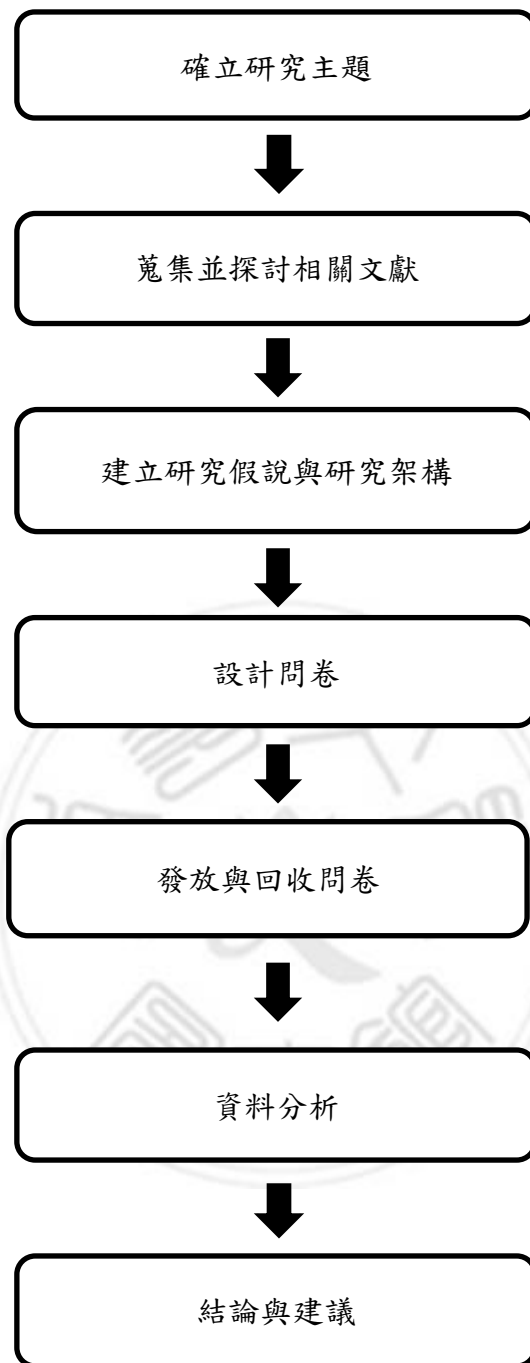 確立研究主題
蒐集並探討相關文獻
建立研究假說與研究架構
設計問卷
發放與回收問卷
資料分析
結論與建議